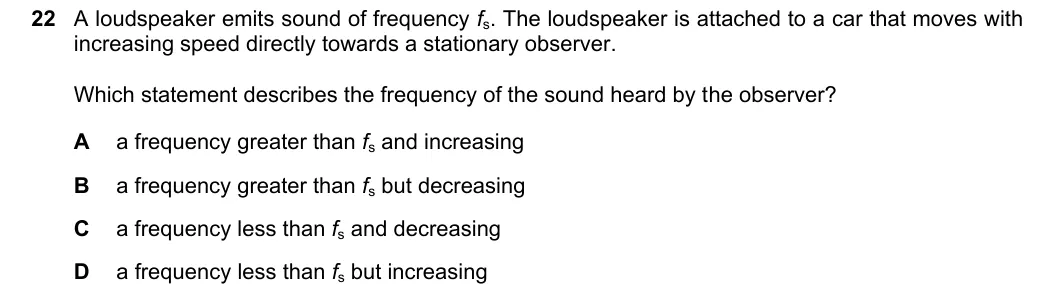 22 A loudspeaker emits sound of frequency fs. The loudspeaker is attached to a car that moves with
increasing speed directly towards a stationary observer.
Which statement describes the frequency of the sound heard by the observer?
A a frequency greater than fs and increasing
B a frequency greater than fs but decreasing
C a frequency less than fs and decreasing
D a frequency less than fs but increasing